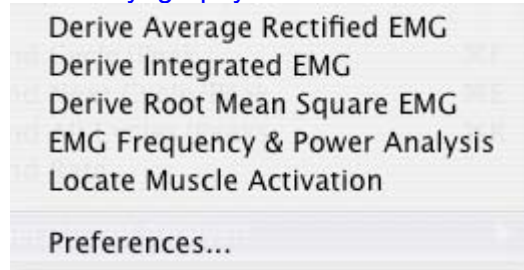 Derive Average Rectified EMG
Derive Integrated EMG
Derive Root Mean Square EMG
EMG Frequency & Power Analysis
Locate Muscle Activation
Preferences...